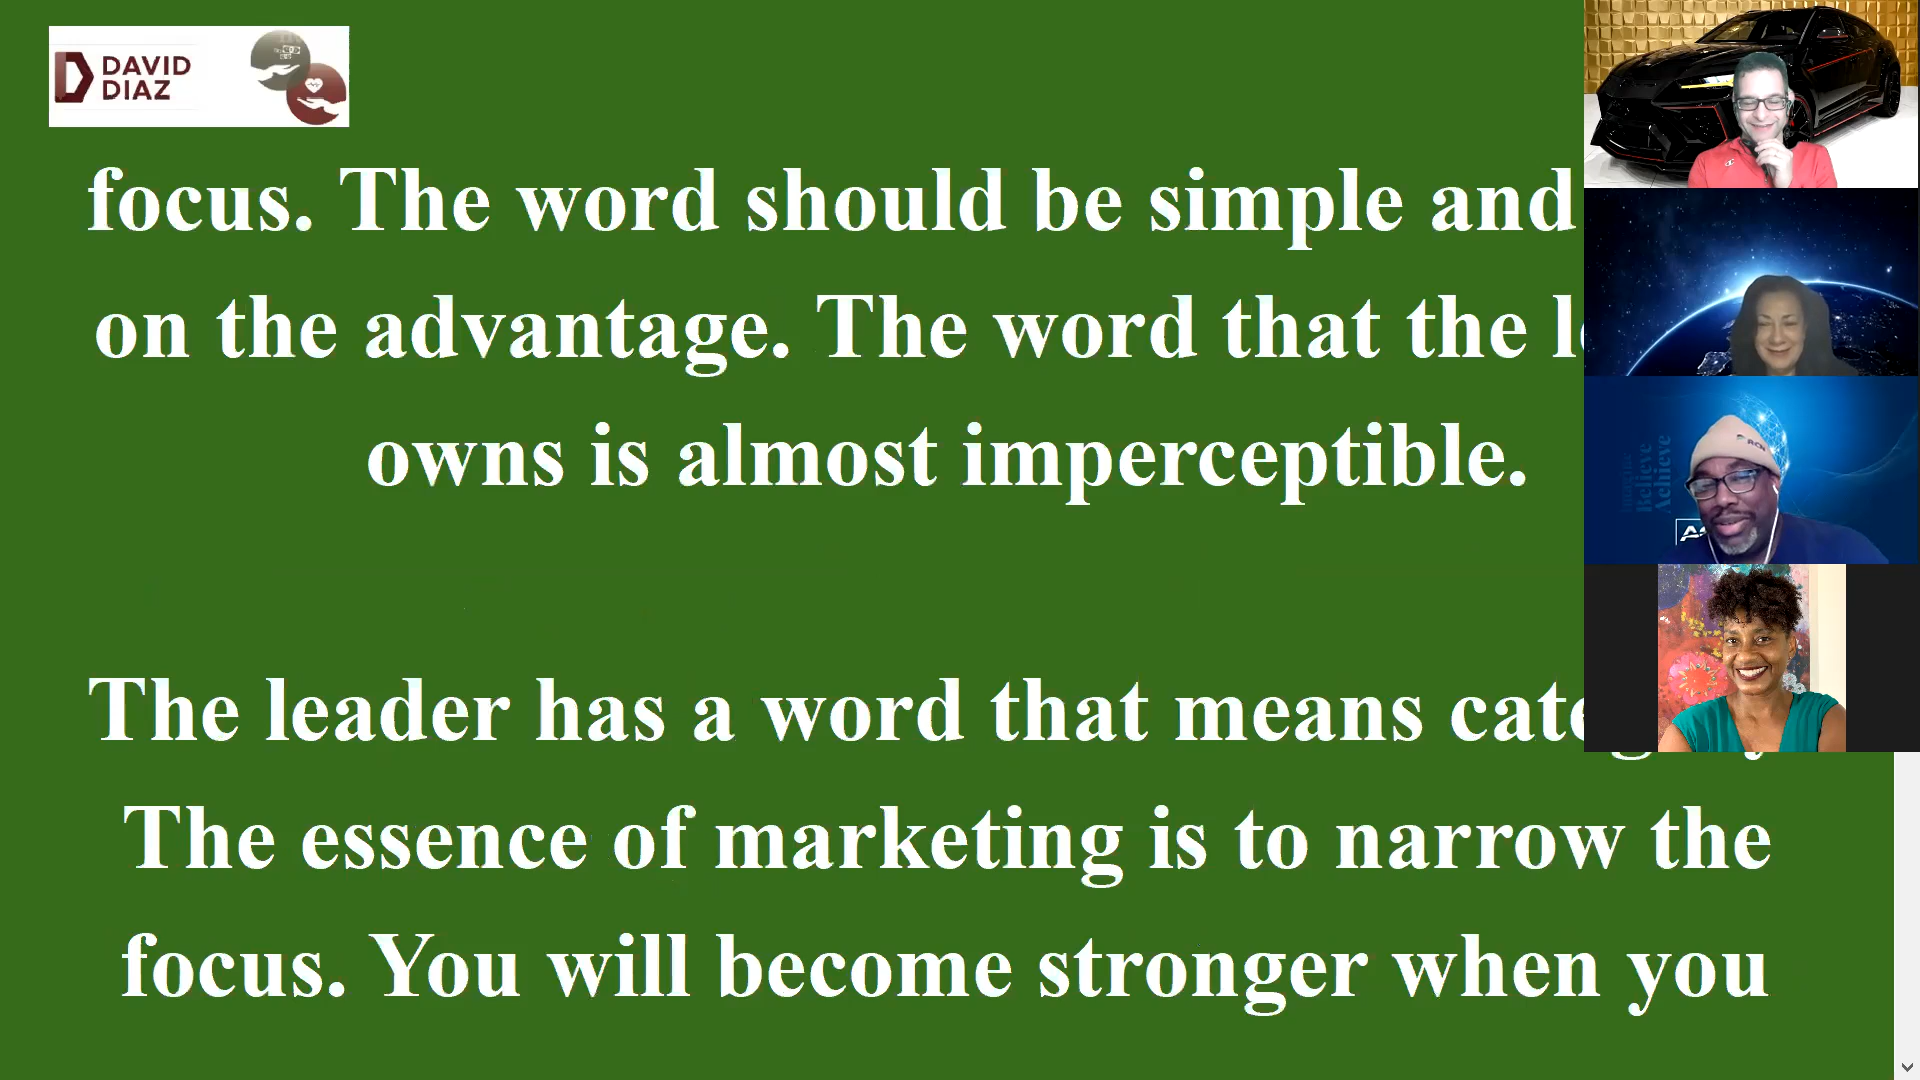 DAVID
DIAZ
focus. The word should be simple and
on the advantage. The word that the
owns is almost imperceptible.
The leader has a word that means
The essence of marketing is to narrow the
focus. You will become stronger when you
Believe
Achieve